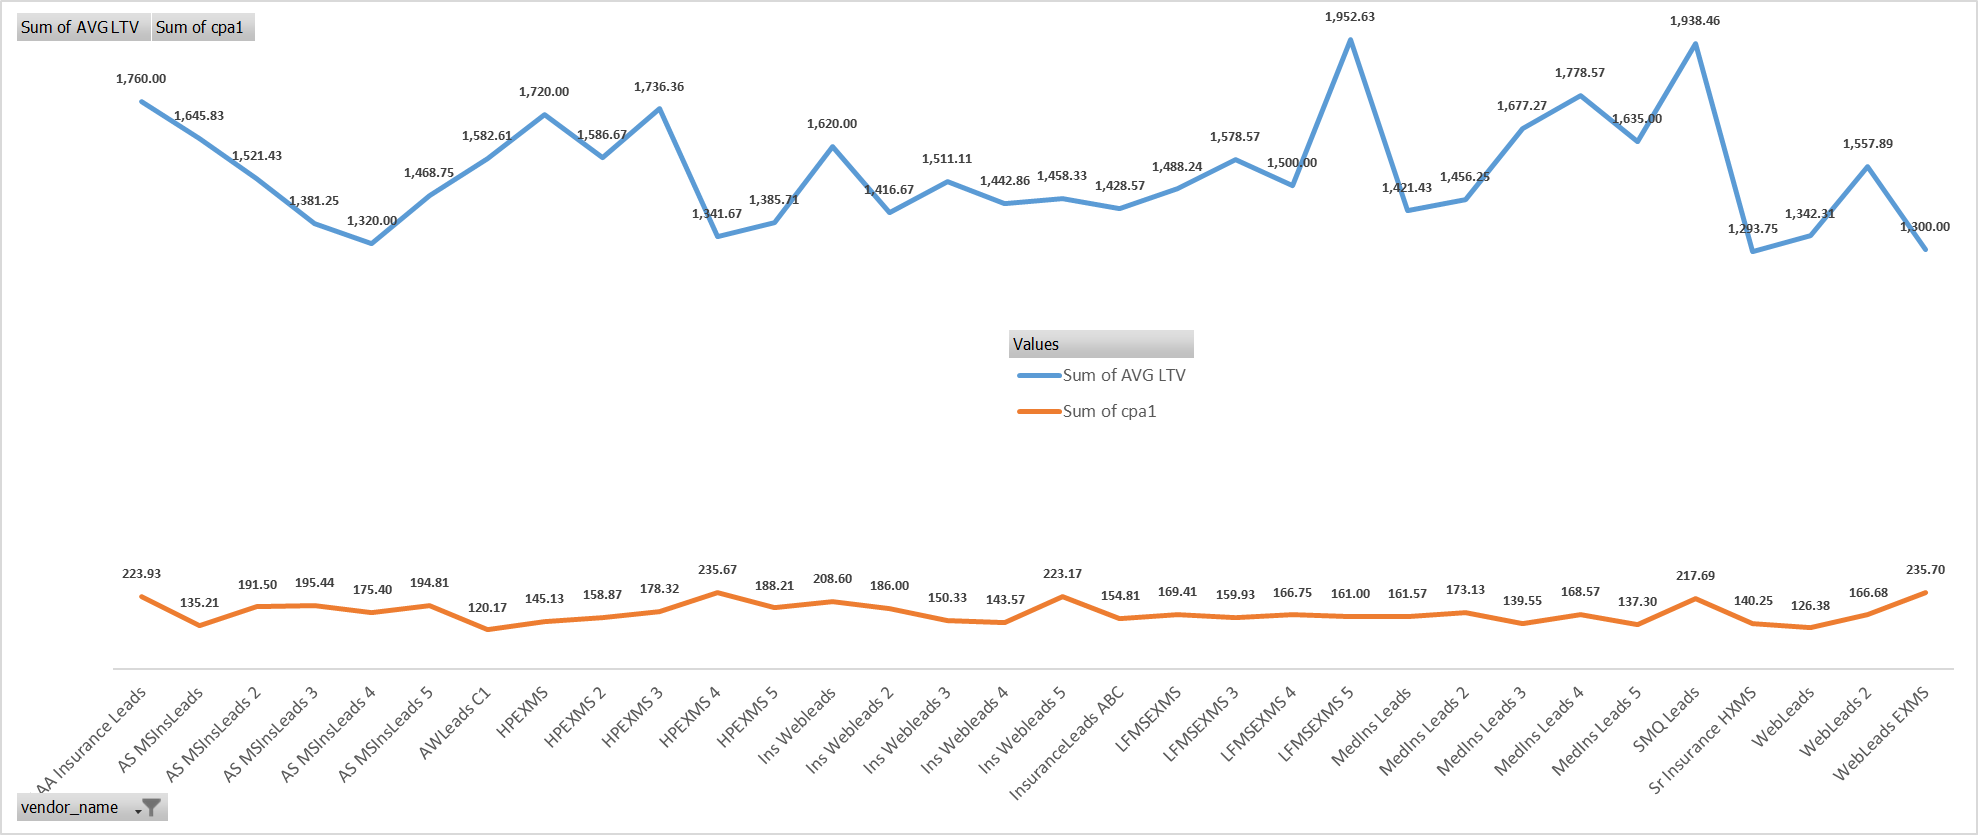 Sum of AVG LTV Sum of cpa1
1,760.00
1,645.83
1,521.43
1,381.25
1,320.00
1,468.75
1,582.61
1,720.00
1,586.67
1,736.36
1,341.67
1,385.71
1,620.00
1,416.67
1,511.11
1,442.86
1,458.33
1,428.57
1,488.24
1,578.57
1,500.00
1,952.63
1,421.43
1,456.25
1,677.27
1,778.57
1,635.00
1,938.46
1,293.75
1,342.31
1,557.89
1,300.00
Values
Sum of AVG LTV
Sum of cpa1
223.93
135.21
191.50
195.44
175.40
194.81
120.17
145.13
158.87
178.32
235.67
188.21
208.60
186.00
150.33
143.57
223.17
154.81
169.41
159.93
166.75
161.00
161.57
173.13
139.55
168.57
137.30
217.69
140.25
126.38
166.68
235.70
AA Insurance Leads
AS MSInsLeads
AS MSInsLeads 2
AS MSInsLeads 3
AS MSInsLeads 4
AS MSInsLeads 5
AWLeads C1
HPEXMS
HPEXMS 2
HPEXMS 3
HPEXMS 4
HPEXMS 5
Ins Webleads
Ins Webleads 2
Ins Webleads 3
Ins Webleads 4
Ins Webleads 5
InsuranceLeads ABC
LFMSEXMS
LFMSEXMS 3
LFMSEXMS 4
LFMSEXMS 5
MedIns Leads
MedIns Leads 2
MedIns Leads 3
MedIns Leads 4
MedIns Leads 5
SMQ Leads
Sr Insurance HXMS
WebLeads
WebLeads 2
WebLeads EXMS
vendor_name